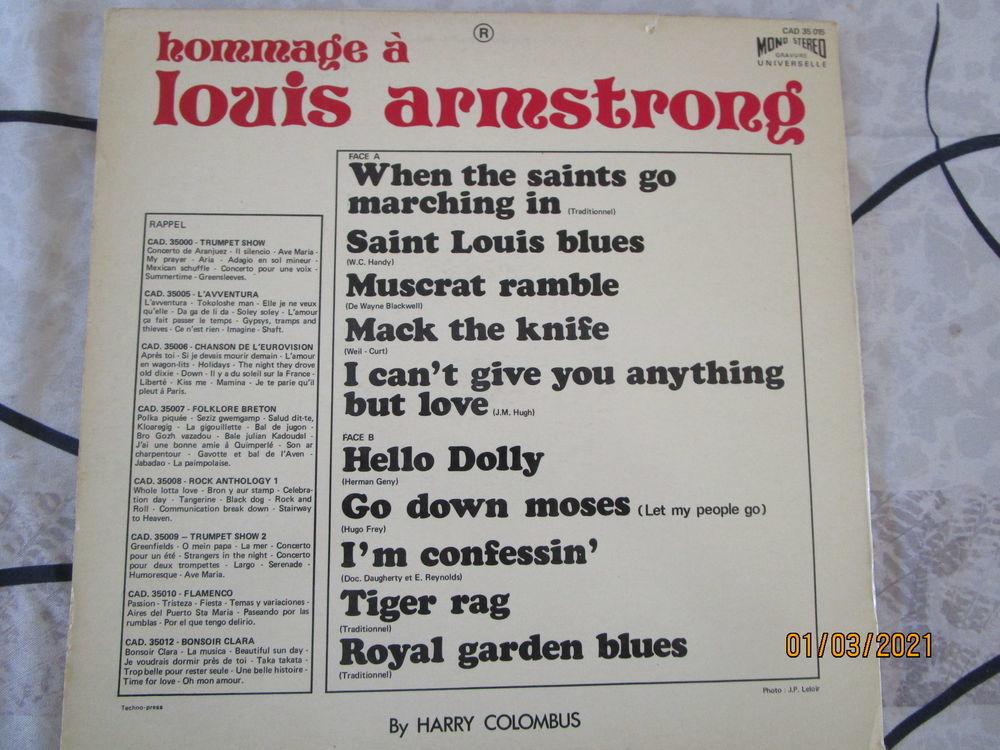 hommage à
louis armstrong
®
CAD 35 015
MONO STEREO
GRAVURE
UNIVERSELLE
RAPPEL
CAD. 35000 - TRUMPET SHOW
Concerto de Aranjuez - Il silencio - Ave Maria -
My prayer - Aria - Adagio en sol mineur -
Mexican schuffle - Concerto pour une voix -
Summertime - Greensleeves.
CAD. 35005 - L'AVVENTURA
L'avventura - Tokoloshe man - Elle je ne veux
qu'elle - Da ga de li da - Soley soley - L'amour
ça fait passer le temps - Gypsys, tramps and
thieves - Ce n'est rien - Imagine - Shaft.
CAD. 35006 - CHANSON DE L'EUROVISION
Après toi - Si je devais mourir demain - L'amour
en wagon-lits - Holidays - The night they drove
old dixie - Down - Il y a du soleil sur la France -
Liberté - Kiss me - Mamina - Je te parie qu'il
pleut à Paris.
CAD. 35007 - FOLKLORE BRETON
Polka piquée - Seziz gwemgamp - Salud dit-te,
Kloaregig - La gigouillette - Bal de jugon -
Bro Gozh vazadou - Bale julian Kadoudal -
J'ai une bonne amie à Quimperlé - Son ar
charpentour - Gavotte et bal de l'Aven -
Jabadao - La paimpolaise.
CAD. 35008 - ROCK ANTHOLOGY 1
Whole lotta love - Bron y aur stamp - Celebra-
tion day - Tangerine - Black dog - Rock and
Roll - Communication break down - Stairway
to Heaven.
CAD. 35009 – TRUMPET SHOW 2
Greenfields - O mein papa - La mer - Concerto
pour un été - Strangers in the night - Concerto
pour deux trompettes - Largo - Serenade -
Humoresque - Ave Maria.
CAD. 35010 - FLAMENCO
Passion - Tristeza - Fiesta - Temas y variaciones -
Aires del Puerto Sta Maria - Paseando por las
rumblas - Por el que tengo delirio.
CAD. 35012 - BONSOIR CLARA
Bonsoir Clara - La musica - Beautiful sun day -
Je voudrais dormir près de toi - Taka takata -
Trop belle pour rester seule - Une belle histoire -
Time for love - Oh mon amour.
FACE A
When the saints go
marching in (Traditionnel)
Saint Louis blues
(W.C. Handy)
Muscrat ramble
(De Wayne Blackwell)
Mack the knife
(Weil - Curt)
I can't give you anything
but love (J.M. Hugh)
FACE B
Hello Dolly
(Herman Geny)
Go down moses (Let my people go)
(Hugo Frey)
I'm confessin'
(Doc. Daugherty et E. Reynolds)
Tiger rag
(Traditionnel)
Royal garden blues
(Traditionnel)
Techno-press
Photo : J.P. Leloir
By HARRY COLOMBUS
01/03/2021